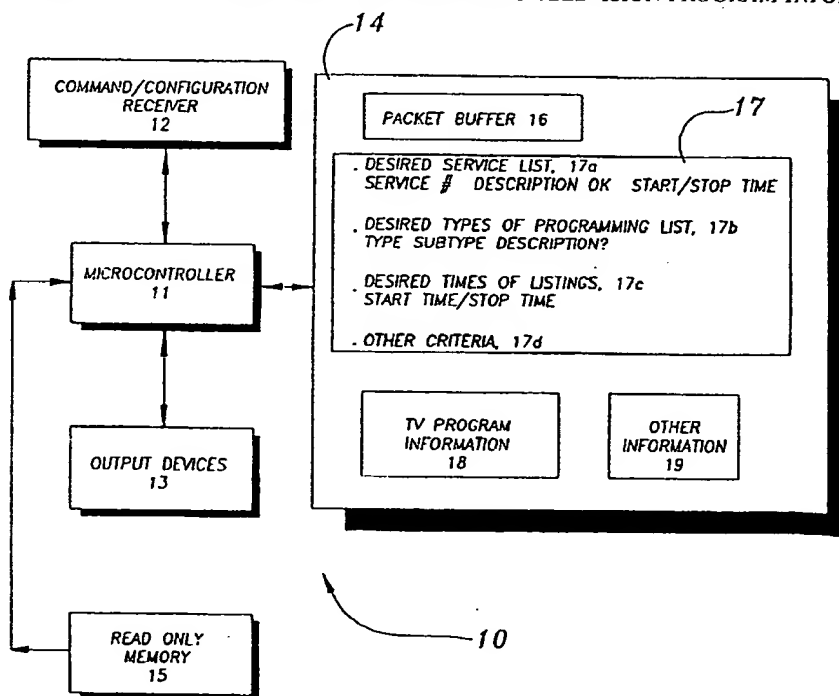 14
COMMAND/CONFIGURATION
RECEIVER
12
PACKET BUFFER 16
17
. DESIRED SERVICE LIST, 17a
SERVICE # DESCRIPTION OK START/STOP TIME
. DESIRED TYPES OF PROGRAMMING LIST, 17b
TYPE SUBTYPE DESCRIPTION?
. DESIRED TIMES OF LISTINGS, 17c
START TIME/STOP TIME
. OTHER CRITERIA, 17d
MICROCONTROLLER
11
TV PROGRAM
INFORMATION
18
OTHER
INFORMATION
19
OUTPUT DEVICES
13
10
READ ONLY
MEMORY
15